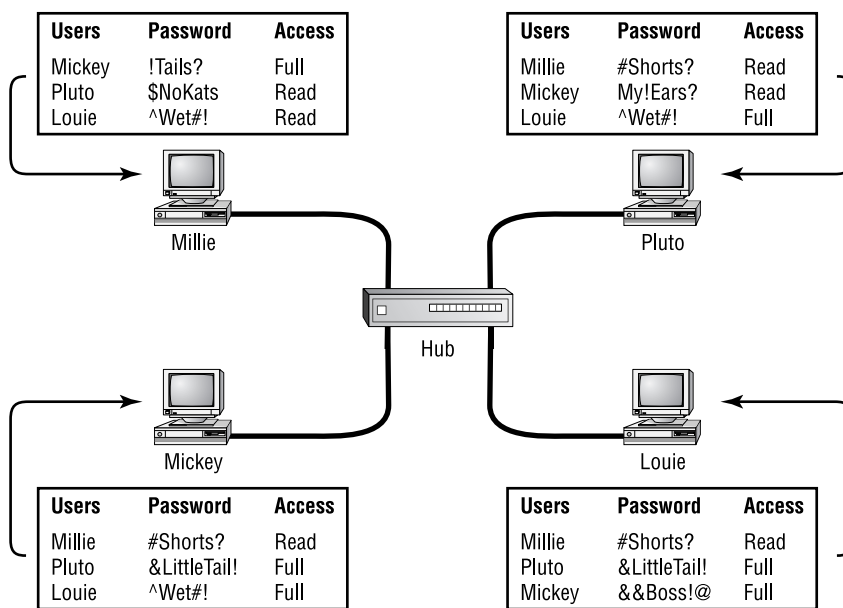 Users Password Access
Mickey !Tails? Full
Pluto $NoKats Read
Louie ^Wet#! Read
Users Password Access
Millie #Shorts? Read
Mickey My!Ears? Read
Louie ^Wet#! Full
Millie
Pluto
Hub
Mickey
Louie
Users Password Access
Millie #Shorts? Read
Pluto &LittleTail! Full
Louie ^Wet#! Full
Users Password Access
Millie #Shorts? Read
Pluto &LittleTail! Full
Mickey &&Boss!@ Full